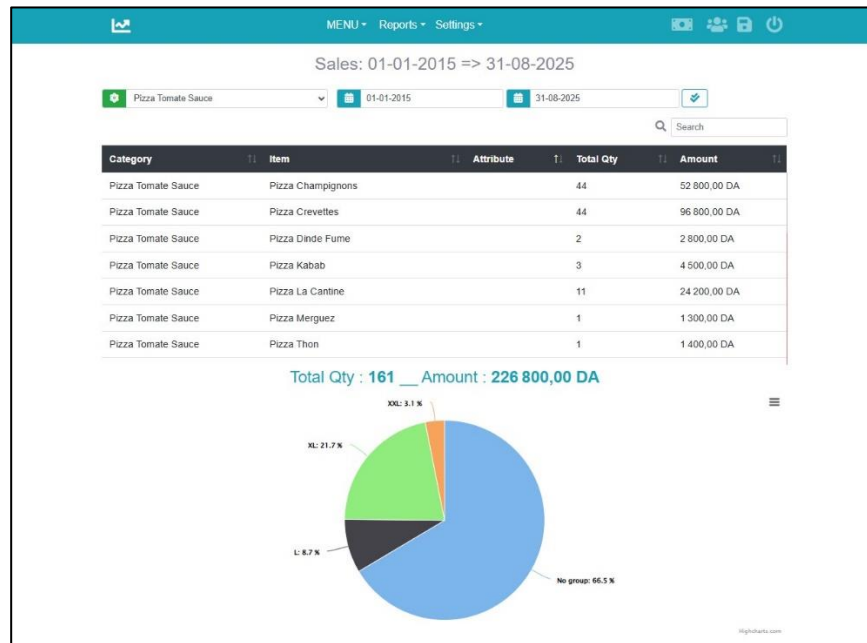 MENU Reports Settings
Sales: 01-01-2015 => 31-08-2025
Pizza Tomate Sauce 01-01-2015 31-08-2025
Search
Category Item Attribute Total Qty Amount
Pizza Tomate Sauce Pizza Champignons 44 52 800,00 DA
Pizza Tomate Sauce Pizza Crevettes 44 96 800,00 DA
Pizza Tomate Sauce Pizza Dinde Fume 2 2 800,00 DA
Pizza Tomate Sauce Pizza Kabab 3 4 500,00 DA
Pizza Tomate Sauce Pizza La Cantine 11 24 200,00 DA
Pizza Tomate Sauce Pizza Merguez 1 1 300,00 DA
Pizza Tomate Sauce Pizza Thon 1 1 400,00 DA
Total Qty : 161 __ Amount : 226 800,00 DA
XXL: 3.1 %
XL: 21.7 %
L: 8.7 %
No group: 66.5 %
Highcharts.com